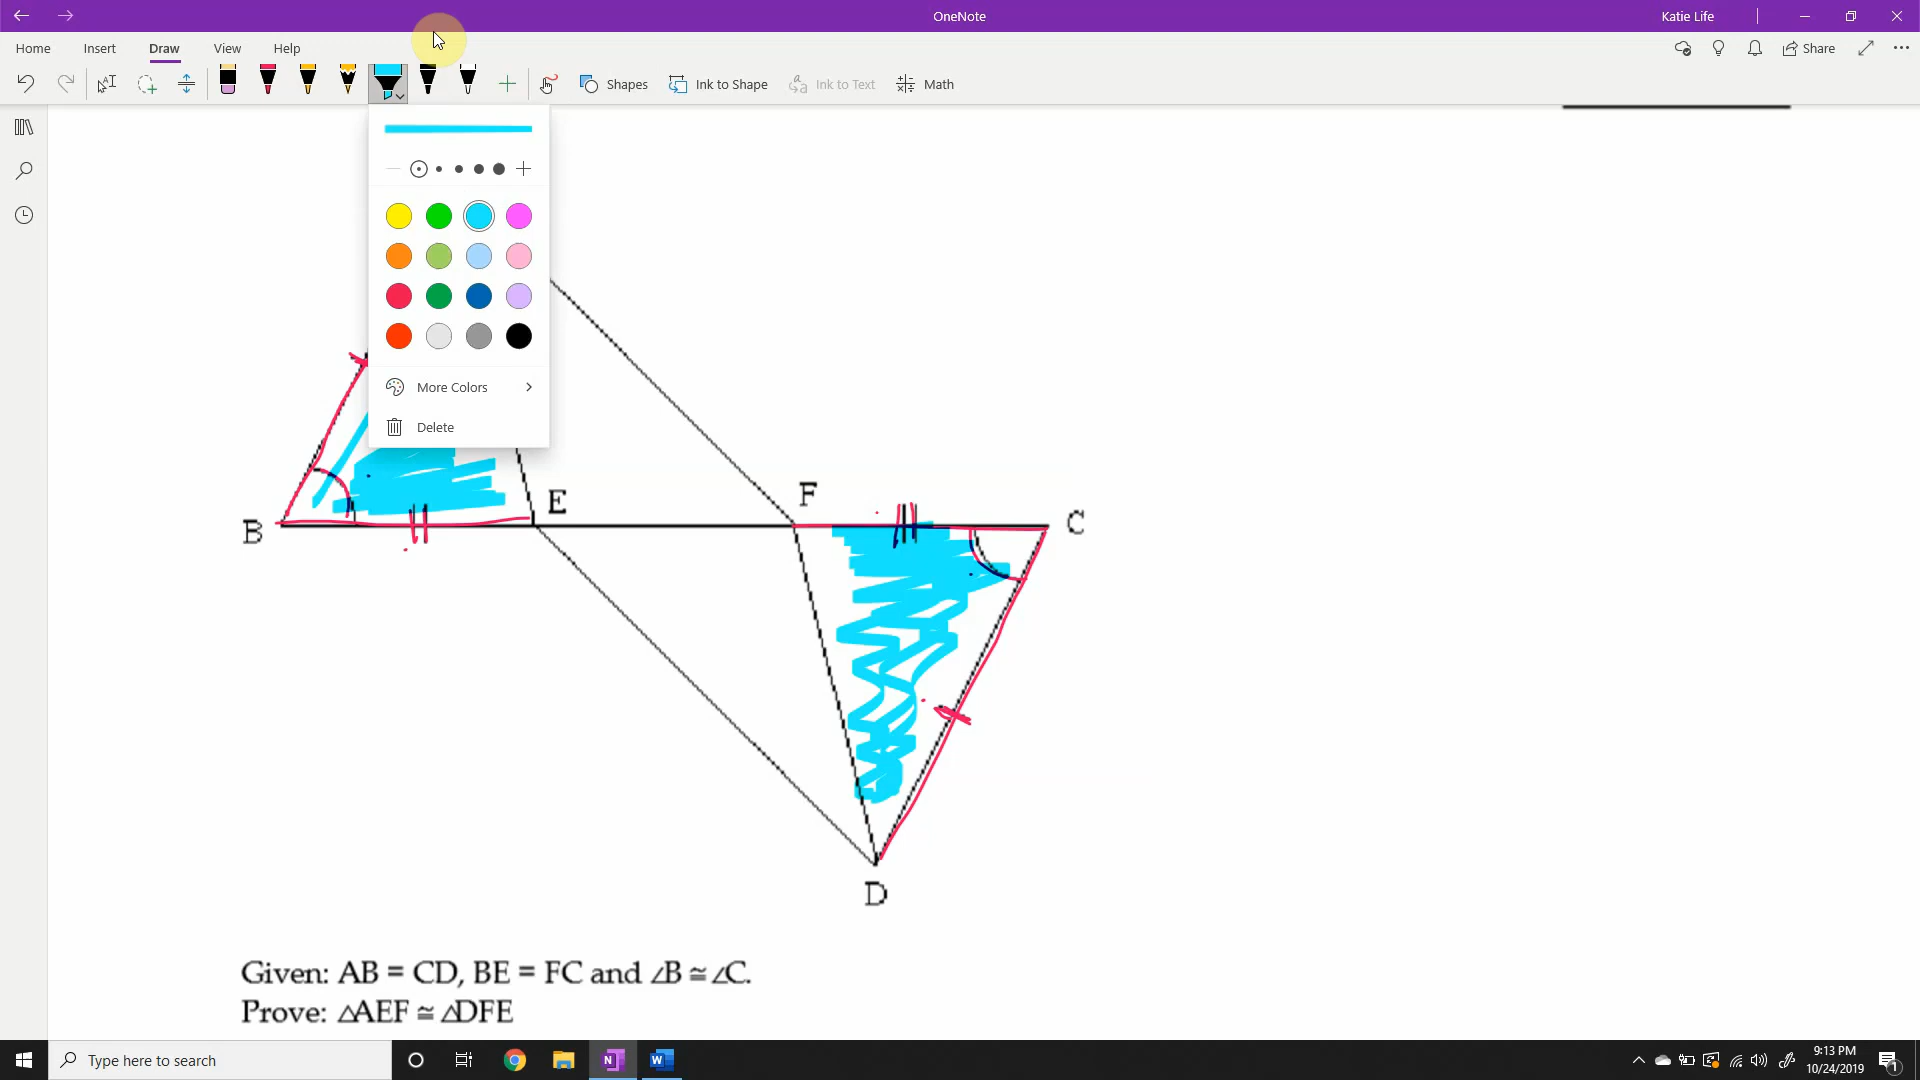 OneNote
Katie Life
Home
Insert
Draw
View
Help
Share
Shapes
Ink to Shape
Ink to Text
Math
More Colors
Delete
E
F
B
C
D
Given: AB = CD, BE = FC and ∠B ≅ ∠C.
Prove: △AEF ≅ △DFE
Type here to search
9:13 PM
10/24/2019
1